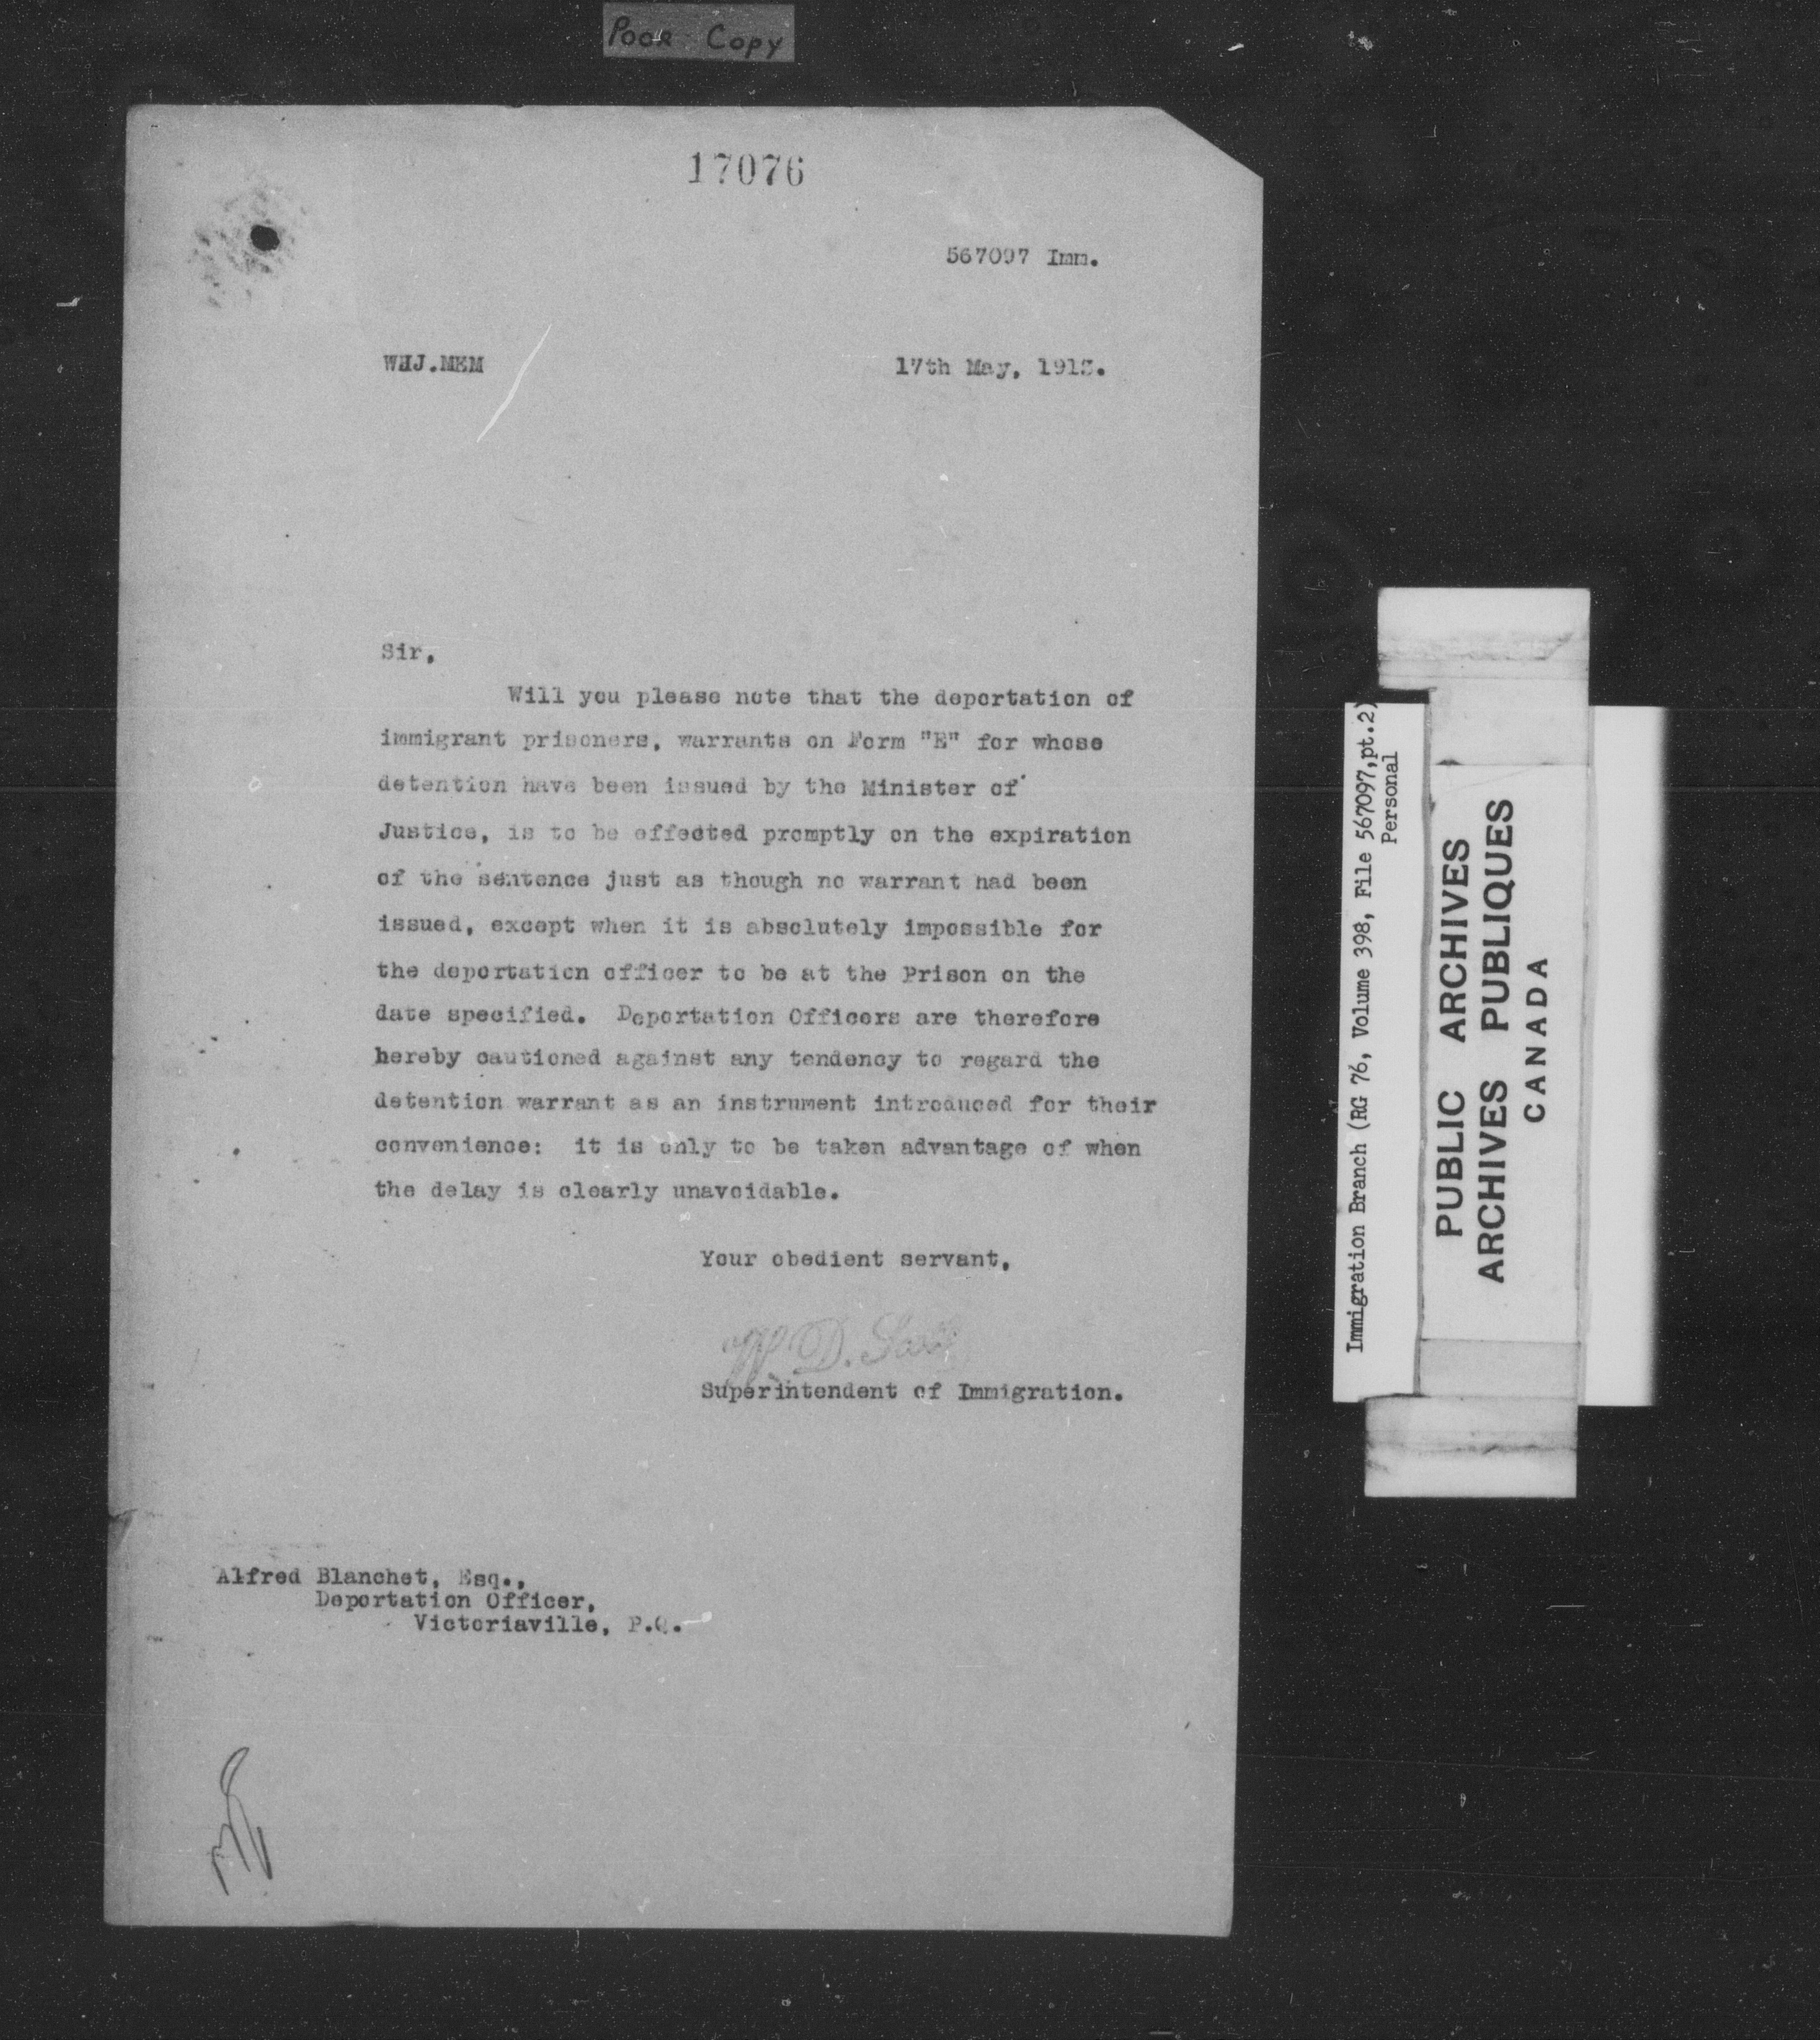 Poor Copy
17076
567097 Imm.
WHJ.MEM
17th May, 1913.
Sir,
Will you please note that the deportation of
immigrant prisoners, warrants on Form "E" for whose
detention have been issued by the Minister of
Justice, is to be effected promptly on the expiration
of the sentence just as though no warrant had been
issued, except when it is absolutely impossible for
the deportation officer to be at the Prison on the
date specified. Deportation Officers are therefore
hereby cautioned against any tendency to regard the
detention warrant as an instrument introduced for their
convenience: it is only to be taken advantage of when
the delay is clearly unavoidable.
Your obedient servant,
W. D. Scott
Superintendent of Immigration.
Alfred Blanchet, Esq.,
Deportation Officer,
Victoriaville, P.Q.
Immigration Branch (RG 76, Volume 398, File 567097, pt.2)
Personal
PUBLIC ARCHIVES
ARCHIVES PUBLIQUES
CANADA